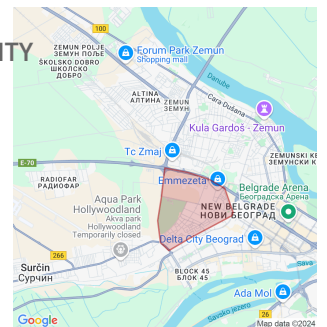 ITY
100
ZEMUN POLJE
ЗЕМУН ПОЉЕ
Forum Park Zemun
Shopping mall
ŠKOLSKO DOBRO
ШКОЛСКО
ДОБРО
Danube
ALTINA
АЛТИНА
ZEMUN
ЗЕМУН
Cara Dušana
Kula Gardoš - Zemun
Tc Zmaj
ZEMUNSKI KE
ЗЕМУНСКИ К
E-70
Emmezeta
RADIOFAR
РАДИОФАР
Belgrade Arena
Београдска Арена
Aqua Park
Hollywoodland
Akva park
Hollywoodland
Temporarily closed
NEW BELGRADE
НОВИ БЕОГРАД
Delta City Beograd
266
Surčin
Сурчин
BLOCK 45
БЛОК 45
Ada Mol
Savsko jezero
26
Google
Map data ©2024